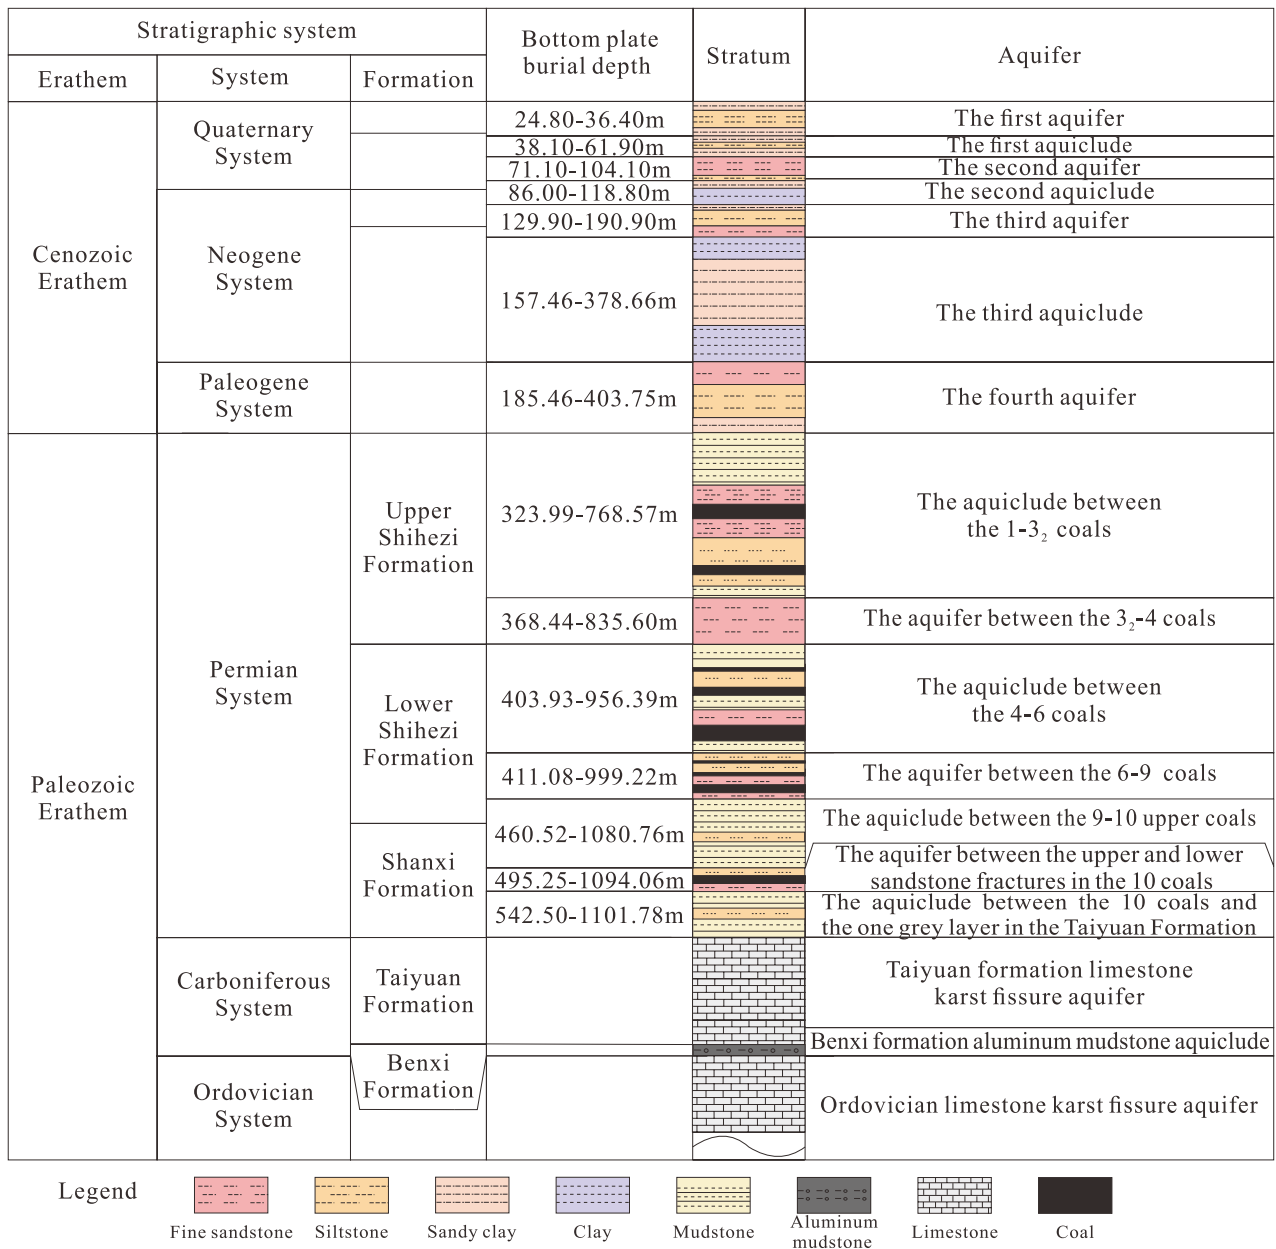 Stratigraphic system
Bottom plate
burial depth
Stratum
Aquifer
Erathem
System
Formation
Cenozoic
Erathem
Quaternary
System
24.80-36.40m
The first aquifer
38.10-61.90m
The first aquiclude
71.10-104.10m
The second aquifer
Neogene
System
86.00-118.80m
The second aquiclude
129.90-190.90m
The third aquifer
157.46-378.66m
The third aquiclude
Paleogene
System
185.46-403.75m
The fourth aquifer
Paleozoic
Erathem
Permian
System
Upper
Shihezi
Formation
323.99-768.57m
The aquiclude between
the 1-3₂ coals
368.44-835.60m
The aquifer between the 3₂-4 coals
Lower
Shihezi
Formation
403.93-956.39m
The aquiclude between
the 4-6 coals
411.08-999.22m
The aquifer between the 6-9 coals
460.52-1080.76m
The aquiclude between the 9-10 upper coals
Shanxi
Formation
495.25-1094.06m
The aquifer between the upper and lower
sandstone fractures in the 10 coals
542.50-1101.78m
The aquiclude between the 10 coals and
the one grey layer in the Taiyuan Formation
Carboniferous
System
Taiyuan
Formation
Taiyuan formation limestone
karst fissure aquifer
Benxi
Formation
Benxi formation aluminum mudstone aquiclude
Ordovician
System
Ordovician limestone karst fissure aquifer
Legend
Fine sandstone
Siltstone
Sandy clay
Clay
Mudstone
Aluminum
mudstone
Limestone
Coal